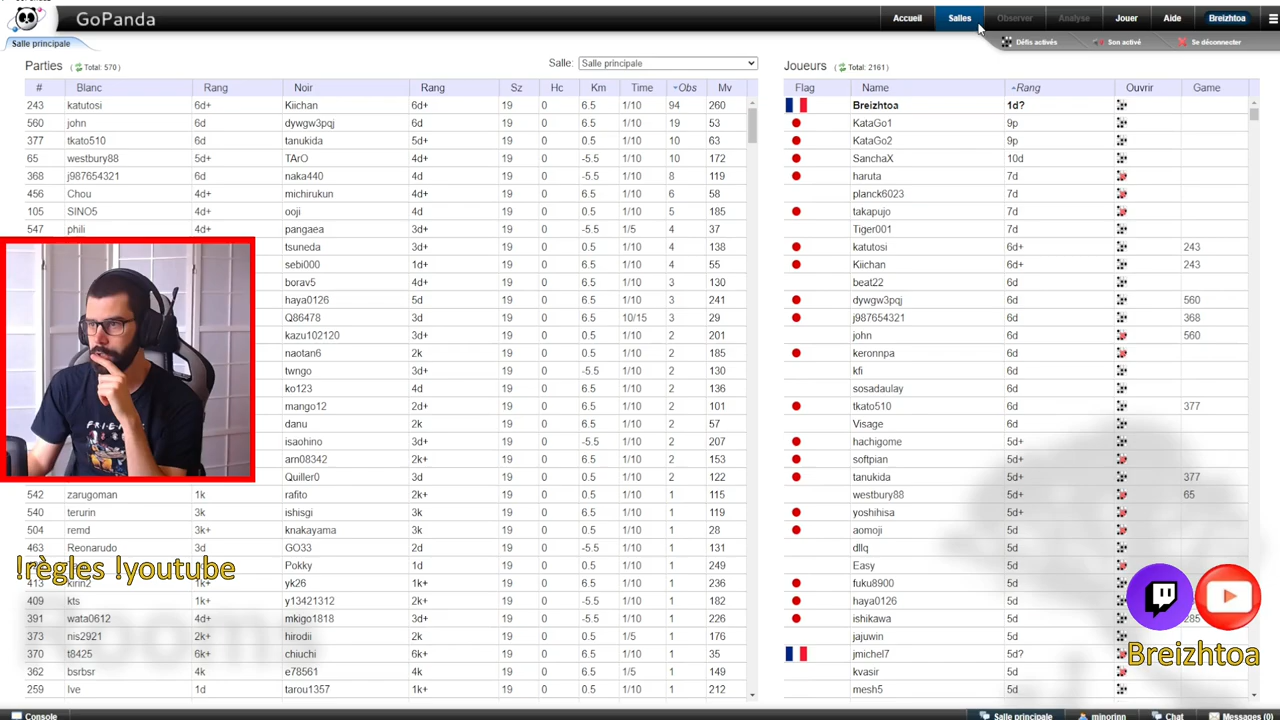 GoPanda
Accueil Salles Observer Analyse Jouer Aide Breizhtoa
Salle principale
Défis activés Son activé Se déconnecter
Parties ( Total: 570)
Salle: Salle principale
# Blanc Rang Noir Rang Sz Hc Km Time Obs Mv
243 katutosi 6d+ Kiichan 6d+ 19 0 6.5 1/10 94 260
560 john 6d dywgw3pqj 6d 19 0 6.5 1/10 19 53
377 tkato510 6d tanukida 5d+ 19 0 6.5 1/10 10 63
65 westbury88 5d+ TArO 4d+ 19 0 -5.5 1/10 10 172
368 j987654321 6d naka440 4d 19 0 -5.5 1/10 8 119
456 Chou 4d+ michirukun 4d+ 19 0 6.5 1/10 6 58
105 SINO5 4d+ ooji 4d 19 0 6.5 1/10 5 185
547 phili 4d+ pangaea 3d+ 19 0 -6.5 1/5 4 37
tsuneda 3d+ 19 0 0.5 1/10 4 138
sebi000 1d+ 19 0 6.5 1/10 4 55
borav5 4d+ 19 0 6.5 1/10 3 130
haya0126 5d 19 0 6.5 1/10 3 241
Q86478 3d 19 0 6.5 10/15 3 29
kazu102120 3d+ 19 0 6.5 1/10 2 201
naotan6 2k 19 0 0.5 1/10 2 185
twngo 3d+ 19 0 -6.5 1/10 2 130
ko123 4d 19 0 6.5 1/10 2 136
mango12 2d+ 19 0 6.5 1/10 2 101
danu 2k 19 0 6.5 1/10 2 57
isaohino 3d+ 19 0 -6.5 1/10 2 207
am08342 2k+ 19 0 6.5 1/10 2 153
Quiller0 3d 19 0 6.5 1/10 2 122
542 zarugoman 1k rafito 2k+ 19 0 6.5 1/10 1 115
540 terurin 3k ishisgi 3k 19 0 6.5 1/10 1 119
504 remd 3k+ knakayama 3k 19 0 0.5 1/10 1 28
463 Reonarudo 3d GO33 2d 19 0 -5.5 1/10 1 131
Pokky 1d 19 0 0.5 1/10 1 249
413 kirin2 1k+ yk26 1k+ 19 0 6.5 1/10 1 236
409 kts 1k+ y13421312 2k+ 19 0 -5.5 1/10 1 182
391 wata0612 4d+ mkigo1818 3d+ 19 0 -6.5 1/10 1 226
373 nis2921 2k+ hirodii 2k 19 0 0.5 1/5 1 176
370 t8425 6k+ chiuchi 6k+ 19 0 6.5 1/10 1 35
362 bsrbsr 4k e78561 4k+ 19 0 6.5 1/5 1 149
259 lve 1d tarou1357 1k+ 19 0 0.5 1/10 1 212
Joueurs ( Total: 2161)
Flag Name Rang Ouvrir Game
Breizhtoa 1d?
KataGo1 9p
KataGo2 9p
SanchaX 10d
haruta 7d
planck6023 7d
takapujo 7d
Tiger001 7d
katutosi 6d+ 243
Kiichan 6d+ 243
beat22 6d
dywgw3pqj 6d 560
j987654321 6d 368
john 6d 560
keronnpa 6d
kfi 6d
sosadaulay 6d
tkato510 6d 377
Visage 6d
hachigome 5d+
softpian 5d+
tanukida 5d+ 377
westbury88 5d+ 65
yoshihisa 5d+
aomoji 5d
dllq 5d
Easy 5d
fuku8900 5d
haya0126 5d
ishikawa 5d 285
jajuwin 5d
jmichel7 5d?
kvasir 5d
mesh5 5d
F·R·I·E
!règles !youtube
Breizhtoa
Console Salle principale minorinn Chat Messages (0)